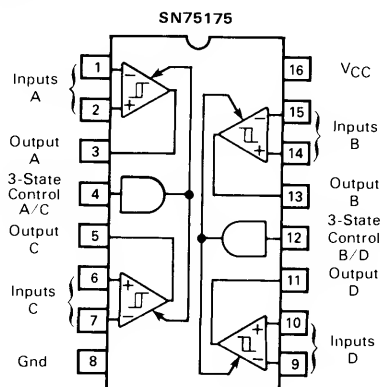 SN75175
Inputs
A
1
2
−
+
Output
A
3
3-State
Control
A/C
4
Output
C
5
Inputs
C
6
7
+
−
Gnd
8
16
VCC
15
14
−
+
Inputs
B
13
Output
B
12
3-State
Control
B/D
11
Output
D
10
9
+
−
Inputs
D